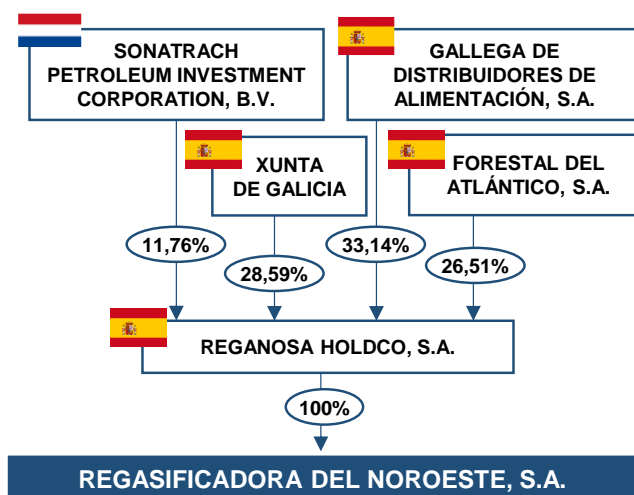 SONATRACH
PETROLEUM INVESTMENT
CORPORATION, B.V.
GALLEGA DE
DISTRIBUIDORES DE
ALIMENTACIÓN, S.A.
XUNTA
DE GALICIA
FORESTAL DEL
ATLÁNTICO, S.A.
11,76%
28,59%
33,14%
26,51%
REGANOSA HOLDCO, S.A.
100%
REGASIFICADORA DEL NOROESTE, S.A.